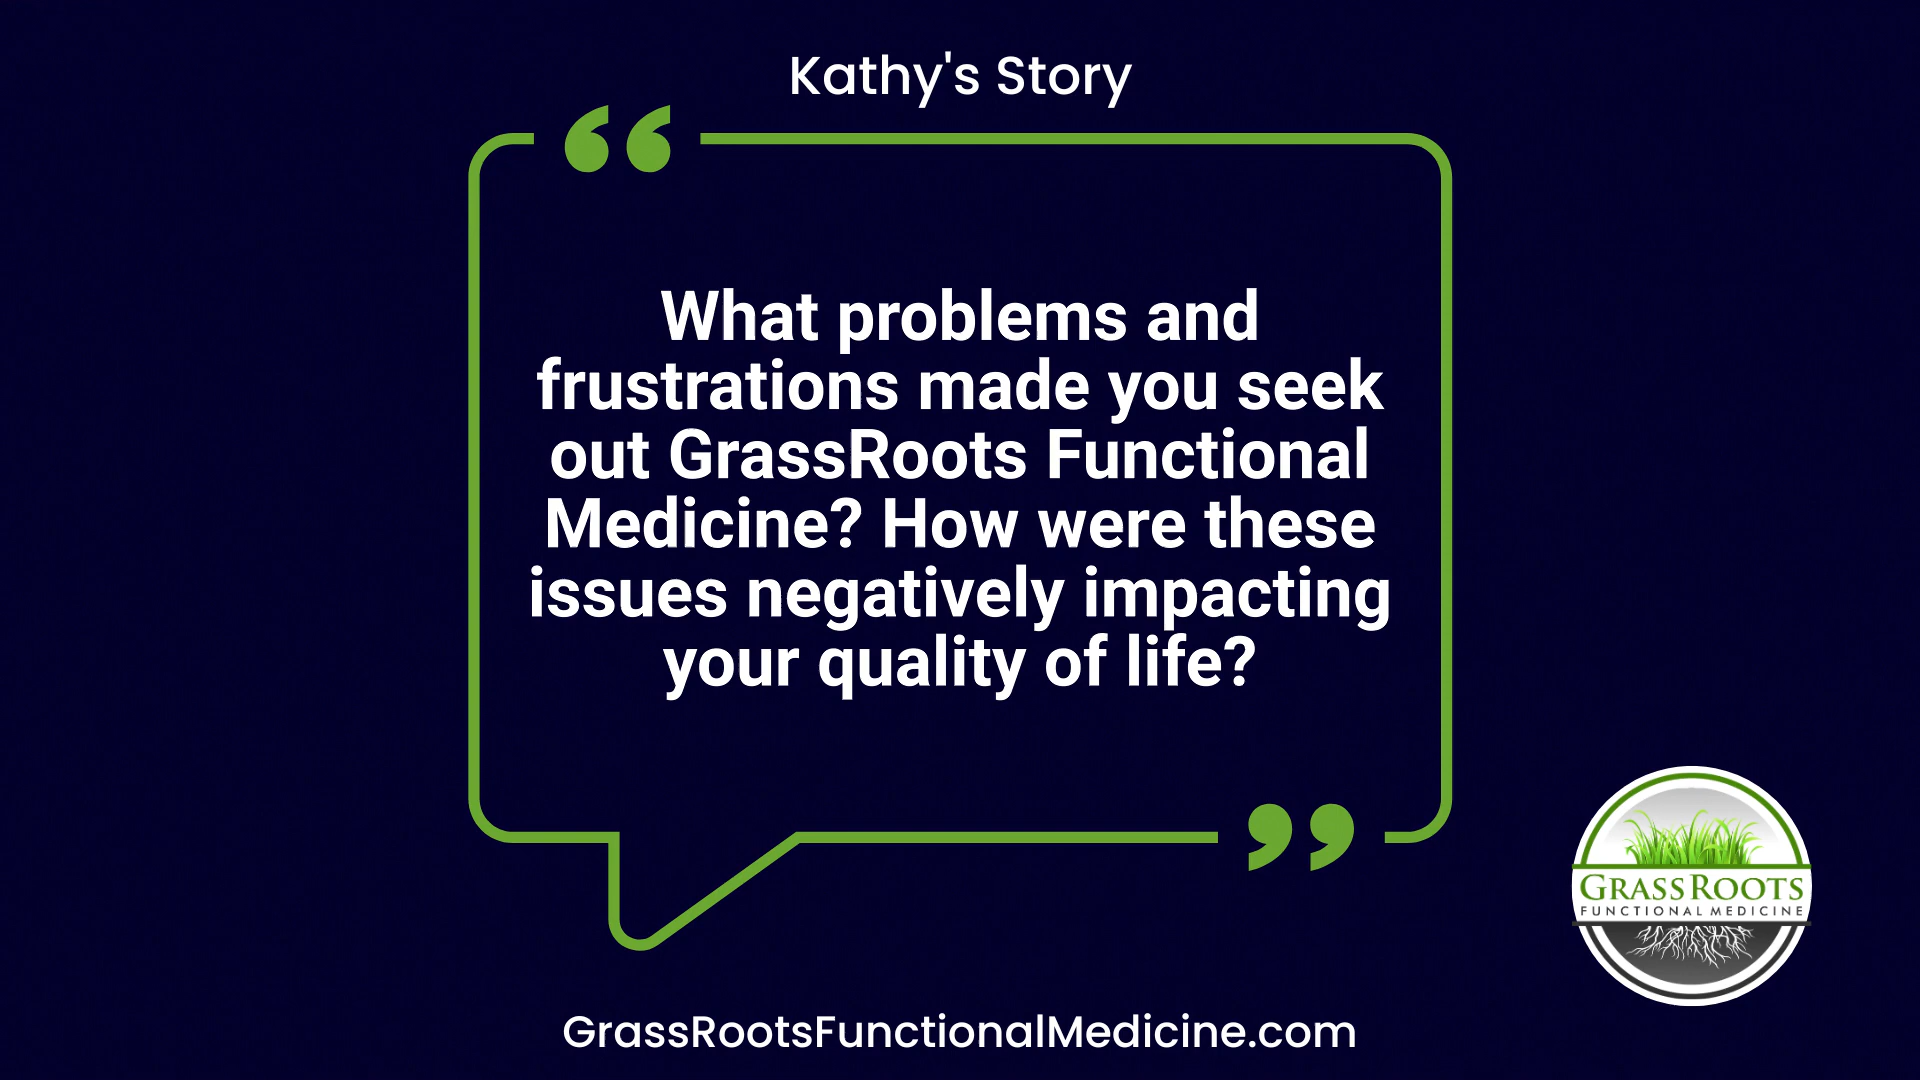 Kathy's Story
What problems and
frustrations made you seek
out GrassRoots Functional
Medicine? How were these
issues negatively impacting
your quality of life?
GRASSROOTS
FUNCTIONAL MEDICINE
GrassRootsFunctionalMedicine.com